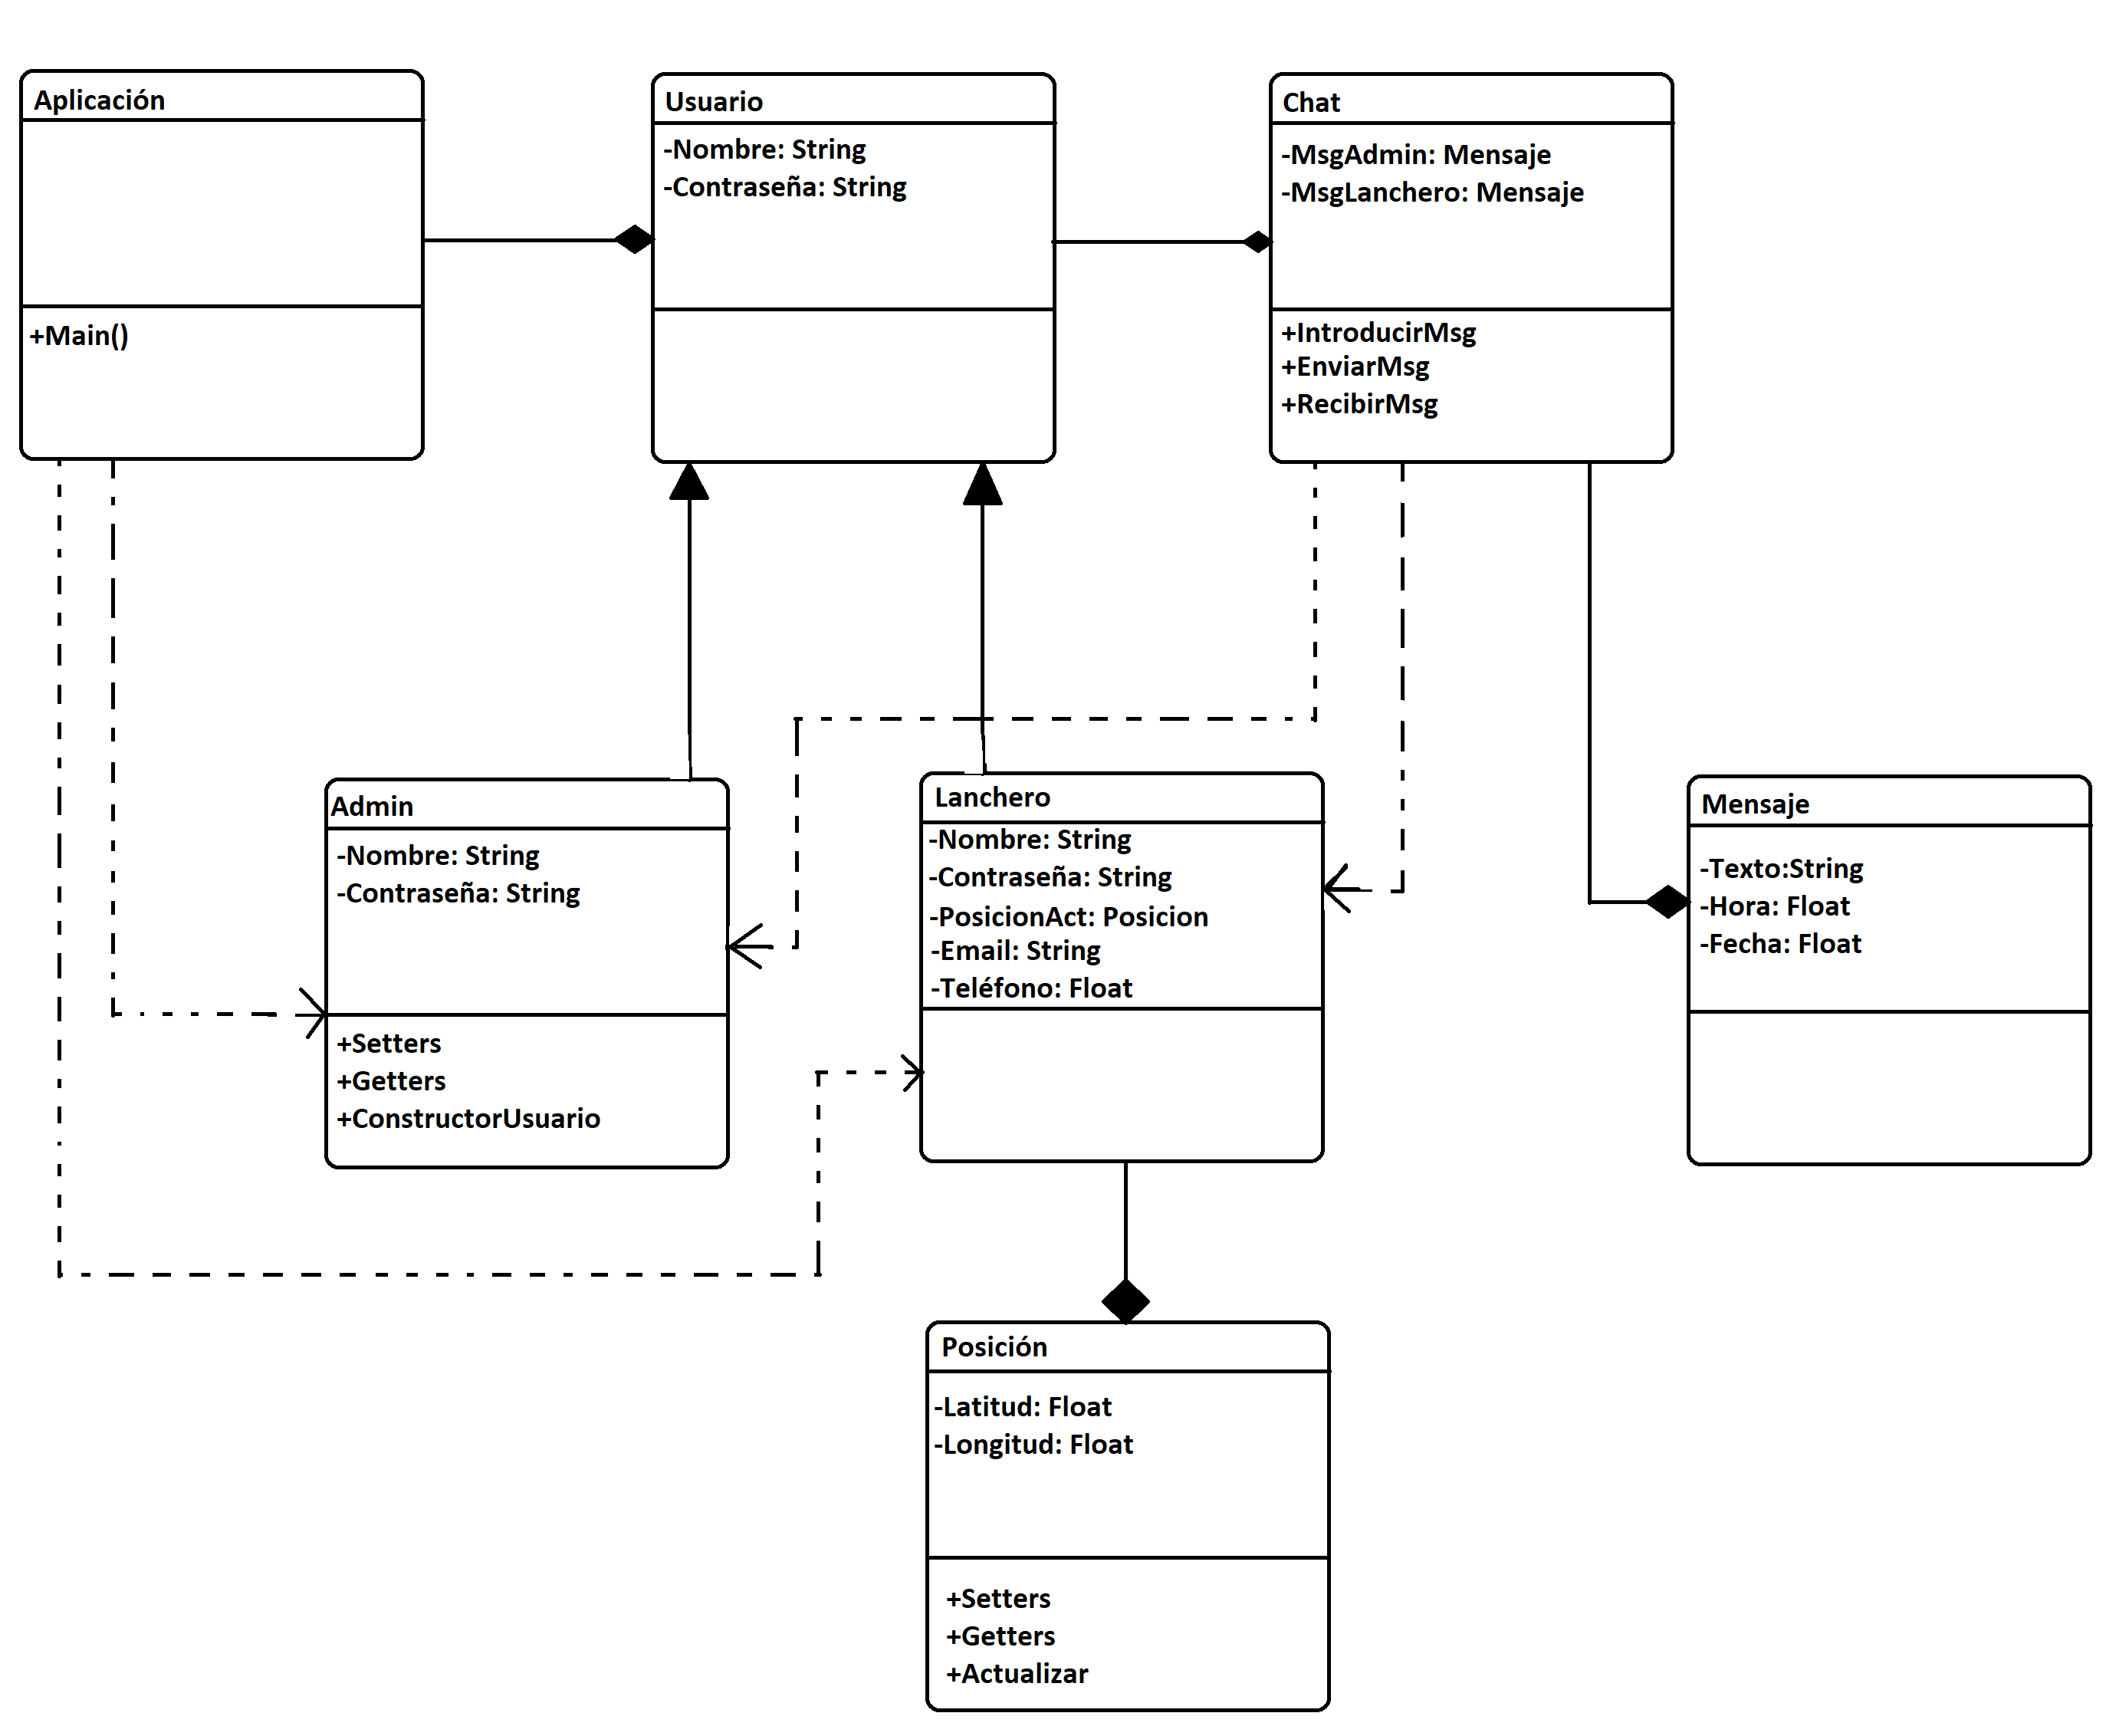 Aplicación
+Main()
Usuario
-Nombre: String
-Contraseña: String
Chat
-MsgAdmin: Mensaje
-MsgLanchero: Mensaje
+IntroducirMsg
+EnviarMsg
+RecibirMsg
Admin
-Nombre: String
-Contraseña: String
+Setters
+Getters
+ConstructorUsuario
Lanchero
-Nombre: String
-Contraseña: String
-PosicionAct: Posicion
-Email: String
-Teléfono: Float
Mensaje
-Texto:String
-Hora: Float
-Fecha: Float
Posición
-Latitud: Float
-Longitud: Float
+Setters
+Getters
+Actualizar